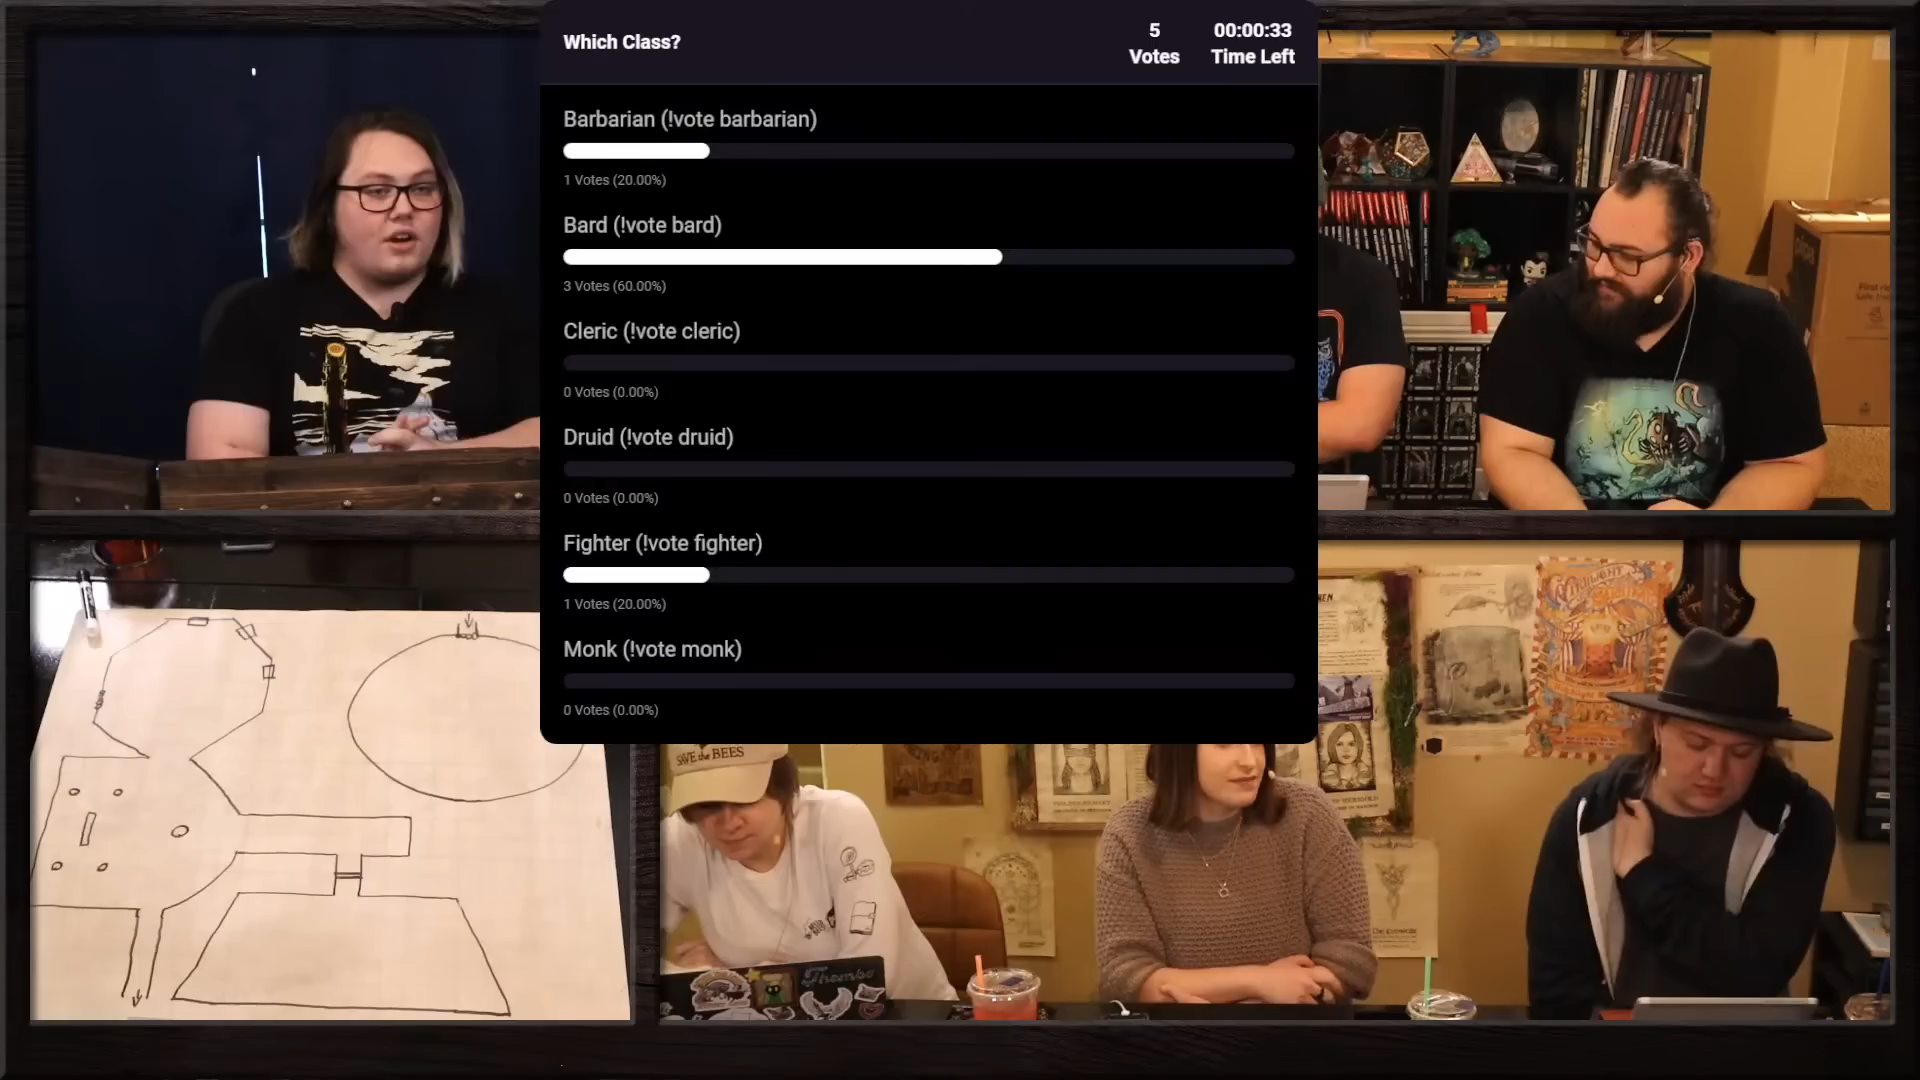 Which Class?
5
Votes
00:00:33
Time Left
Barbarian (!vote barbarian)
1 Votes (20.00%)
Bard (!vote bard)
3 Votes (60.00%)
Cleric (!vote cleric)
0 Votes (0.00%)
Druid (!vote druid)
0 Votes (0.00%)
Fighter (!vote fighter)
1 Votes (20.00%)
Monk (!vote monk)
0 Votes (0.00%)
SAVE the BEES